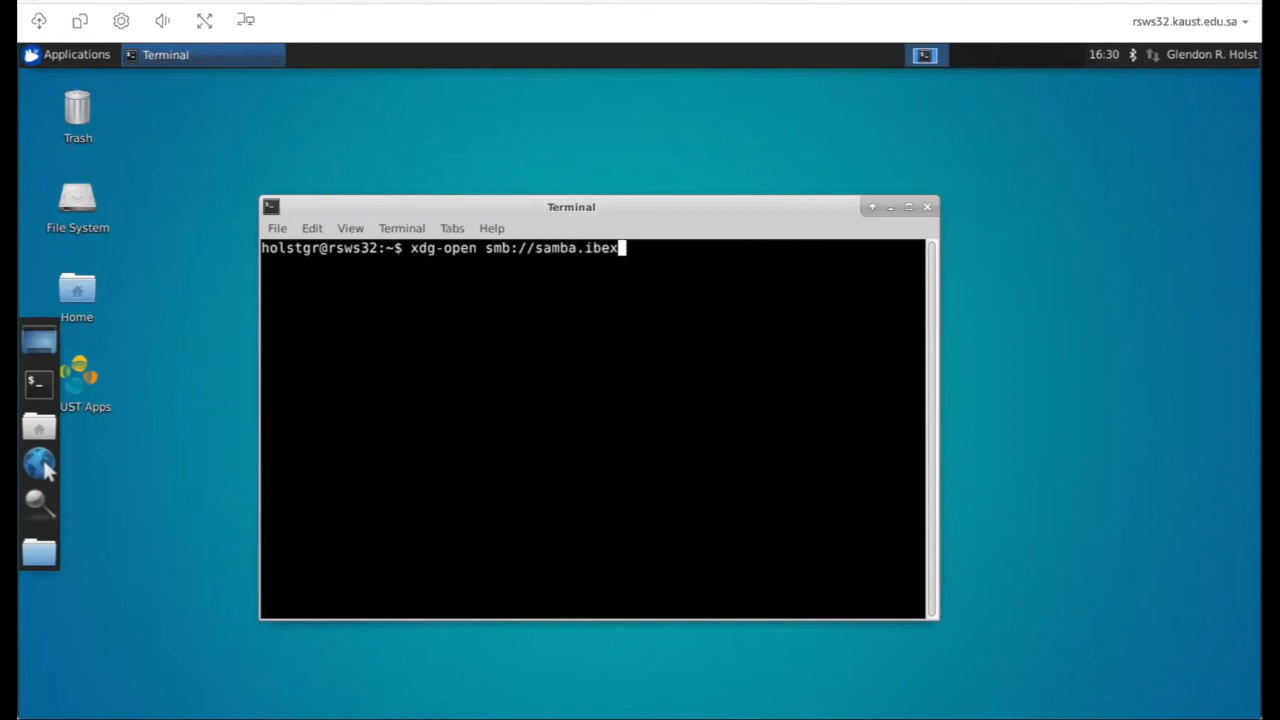 rsws32.kaust.edu.sa
Applications
Terminal
16:30
Glendon R. Holst
Trash
File System
Home
UST Apps
Terminal
File Edit View Terminal Tabs Help
holstgr@rsws32:~$ xdg-open smb://samba.ibex
$_